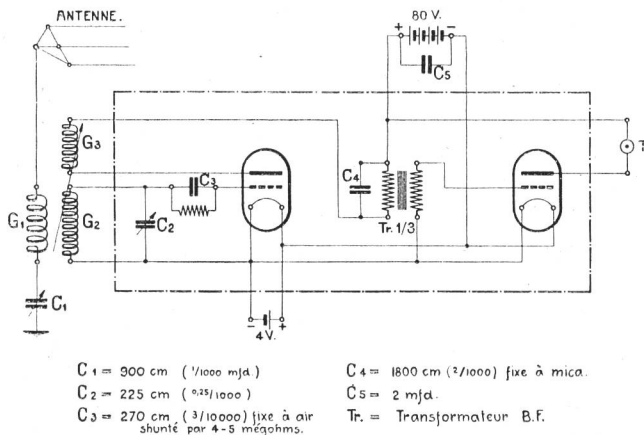 ANTENNE.
80 V.
+ −
C5
G3
C3
C4
T
G1
G2
C2
Tr. 1/3
C1
− +
4V.
C1 = 900 cm (1/1000 mfd.)
C2 = 225 cm (0,25/1000)
C3 = 270 cm (3/10000) fixe à air
shunté par 4-5 mégohms.
C4 = 1800 cm (2/1000) fixe à mica.
C5 = 2 mfd.
Tr. = Transformateur B.F.